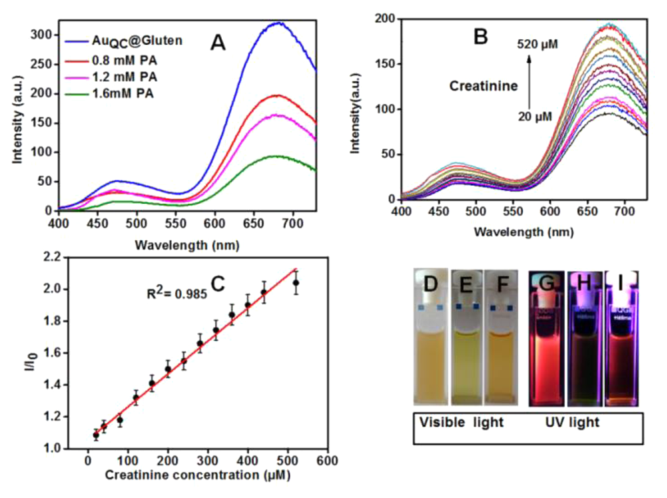 A
Au_QC@Gluten
0.8 mM PA
1.2 mM PA
1.6mM PA
Intensity (a.u.)
300
250
200
150
100
50
0
400 450 500 550 600 650 700
Wavelength (nm)
B
520 μM
Creatinine
20 μM
Intensity(a.u.)
200
150
100
50
0
400 450 500 550 600 650 700
Wavelength (nm)
C
R²= 0.985
I/I₀
2.2
2.0
1.8
1.6
1.4
1.2
1.0
0 100 200 300 400 500 600
Creatinine concentration (μM)
D E F G H I
Visible light UV light